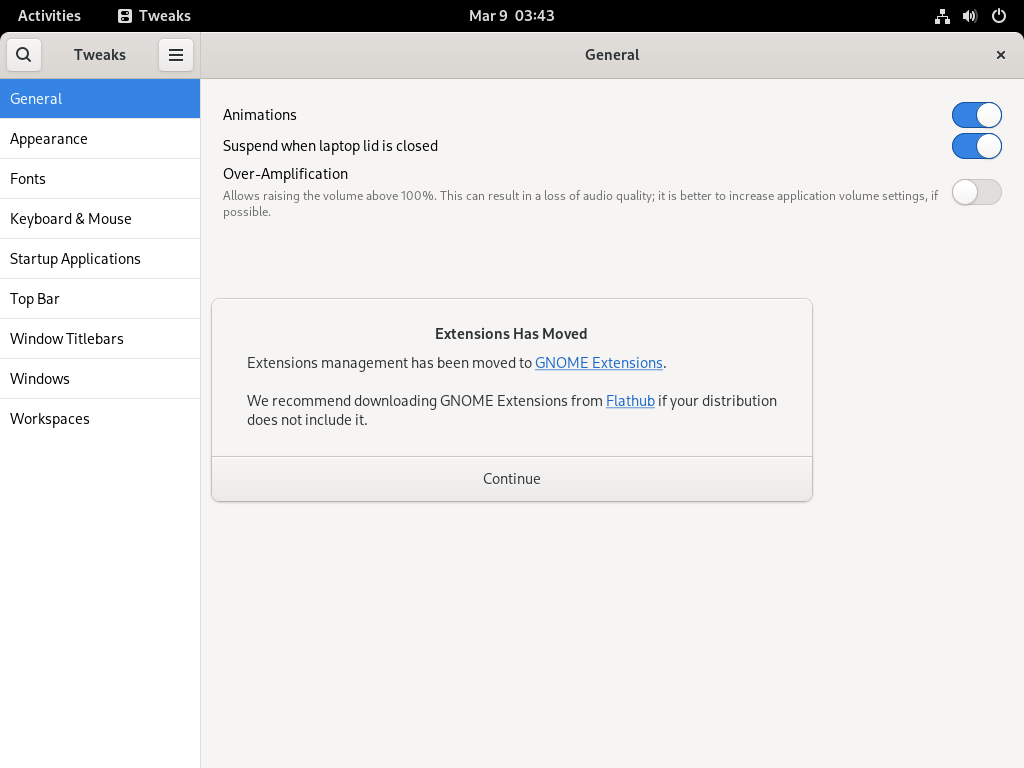 Activities Tweaks Mar 9 03:43
Tweaks General
General
Appearance
Fonts
Keyboard & Mouse
Startup Applications
Top Bar
Window Titlebars
Windows
Workspaces
Animations
Suspend when laptop lid is closed
Over-Amplification
Allows raising the volume above 100%. This can result in a loss of audio quality; it is better to increase application volume settings, if
possible.
Extensions Has Moved
Extensions management has been moved to GNOME Extensions.
We recommend downloading GNOME Extensions from Flathub if your distribution
does not include it.
Continue